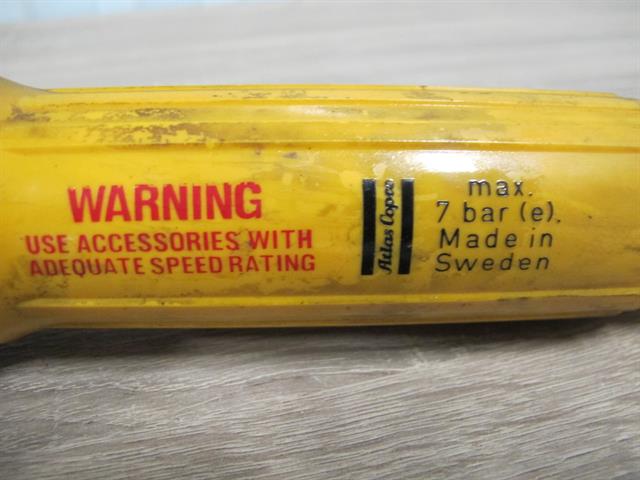 WARNING
USE ACCESSORIES WITH
ADEQUATE SPEED RATING
Atlas Copco
max.
7 bar (e).
Made in
Sweden